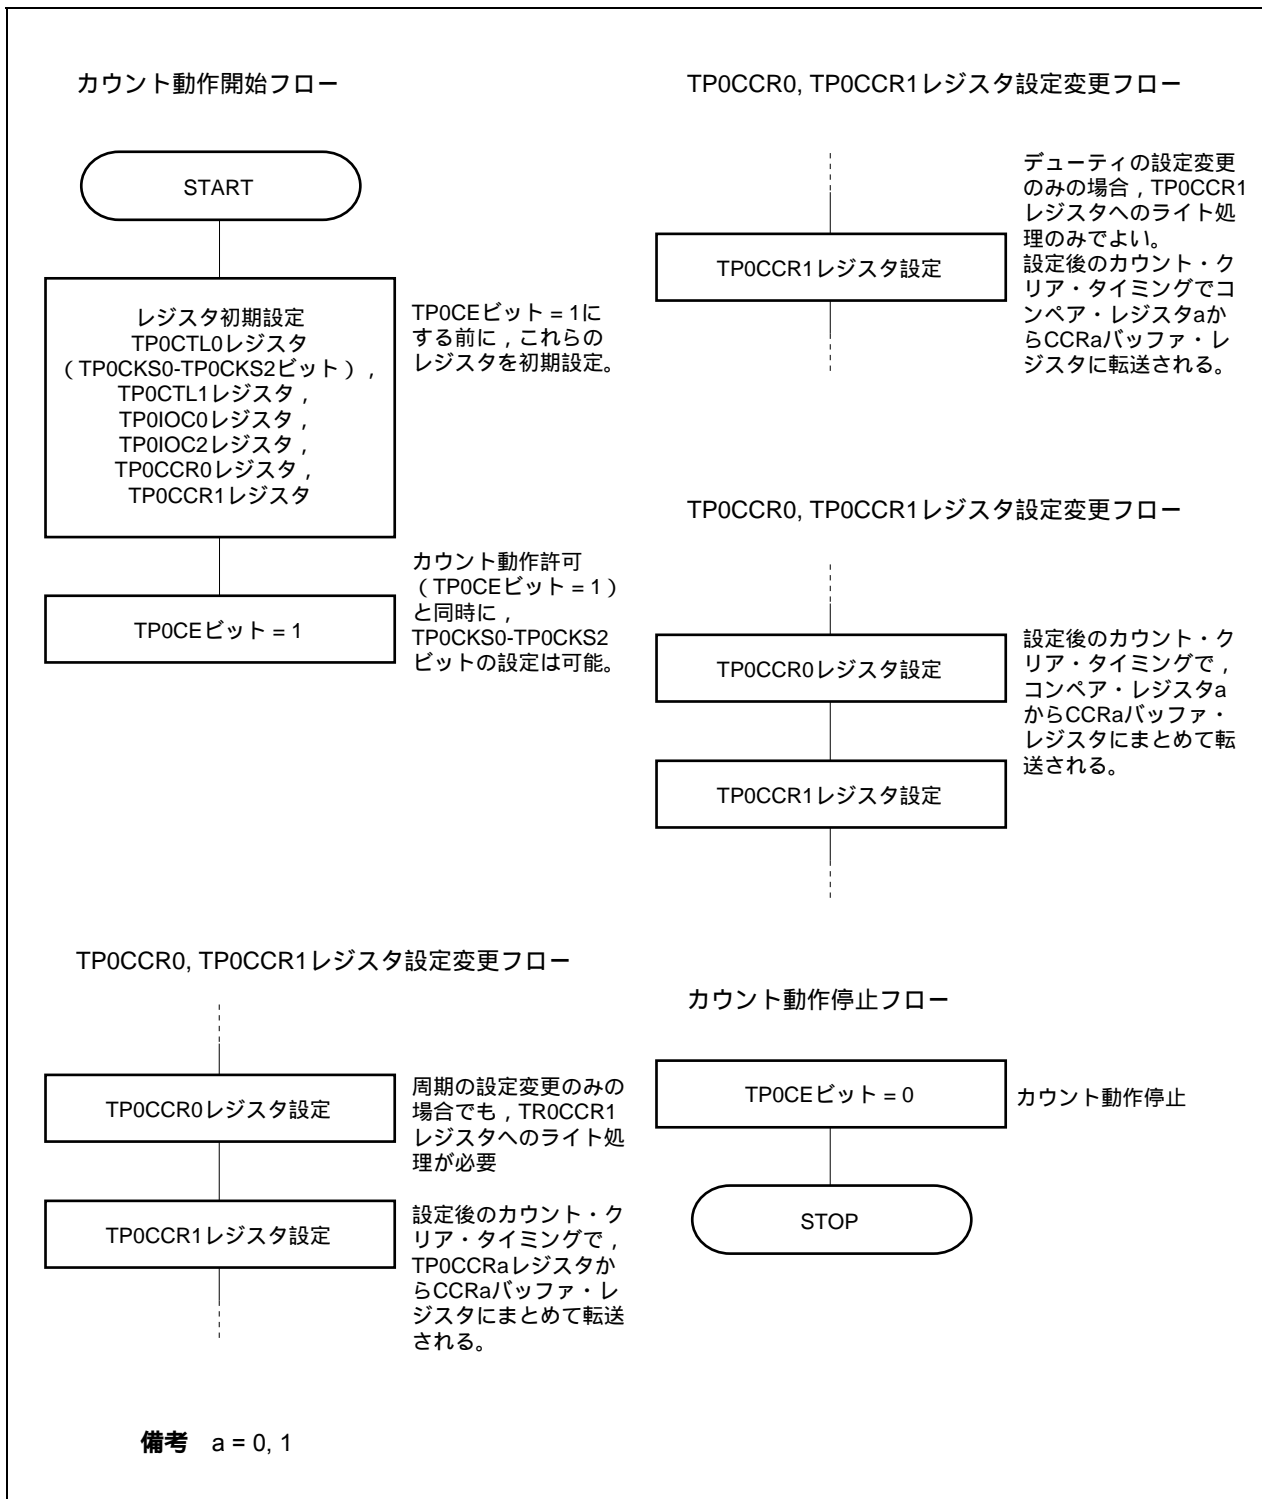 カウント動作開始フロー
START
レジスタ初期設定
TP0CTL0レジスタ
（TP0CKS0-TP0CKS2ビット），
TP0CTL1レジスタ，
TP0IOC0レジスタ，
TP0IOC2レジスタ，
TP0CCR0レジスタ，
TP0CCR1レジスタ
TP0CEビット = 1に
する前に，これらの
レジスタを初期設定。
TP0CEビット = 1
カウント動作許可
（TP0CEビット = 1）
と同時に，
TP0CKS0-TP0CKS2
ビットの設定は可能。
TP0CCR0, TP0CCR1レジスタ設定変更フロー
TP0CCR0レジスタ設定
周期の設定変更のみの
場合でも，TR0CCR1
レジスタへのライト処
理が必要
TP0CCR1レジスタ設定
設定後のカウント・ク
リア・タイミングで，
TP0CCRaレジスタか
らCCRaバッファ・レ
ジスタにまとめて転送
される。
TP0CCR0, TP0CCR1レジスタ設定変更フロー
TP0CCR1レジスタ設定
デューティの設定変更
のみの場合，TP0CCR1
レジスタへのライト処
理のみでよい。
設定後のカウント・ク
リア・タイミングでコ
ンペア・レジスタaか
らCCRaバッファ・レ
ジスタに転送される。
TP0CCR0, TP0CCR1レジスタ設定変更フロー
TP0CCR0レジスタ設定
TP0CCR1レジスタ設定
設定後のカウント・ク
リア・タイミングで，
コンペア・レジスタa
からCCRaバッファ・
レジスタにまとめて転
送される。
カウント動作停止フロー
TP0CEビット = 0
カウント動作停止
STOP
備考 a = 0, 1